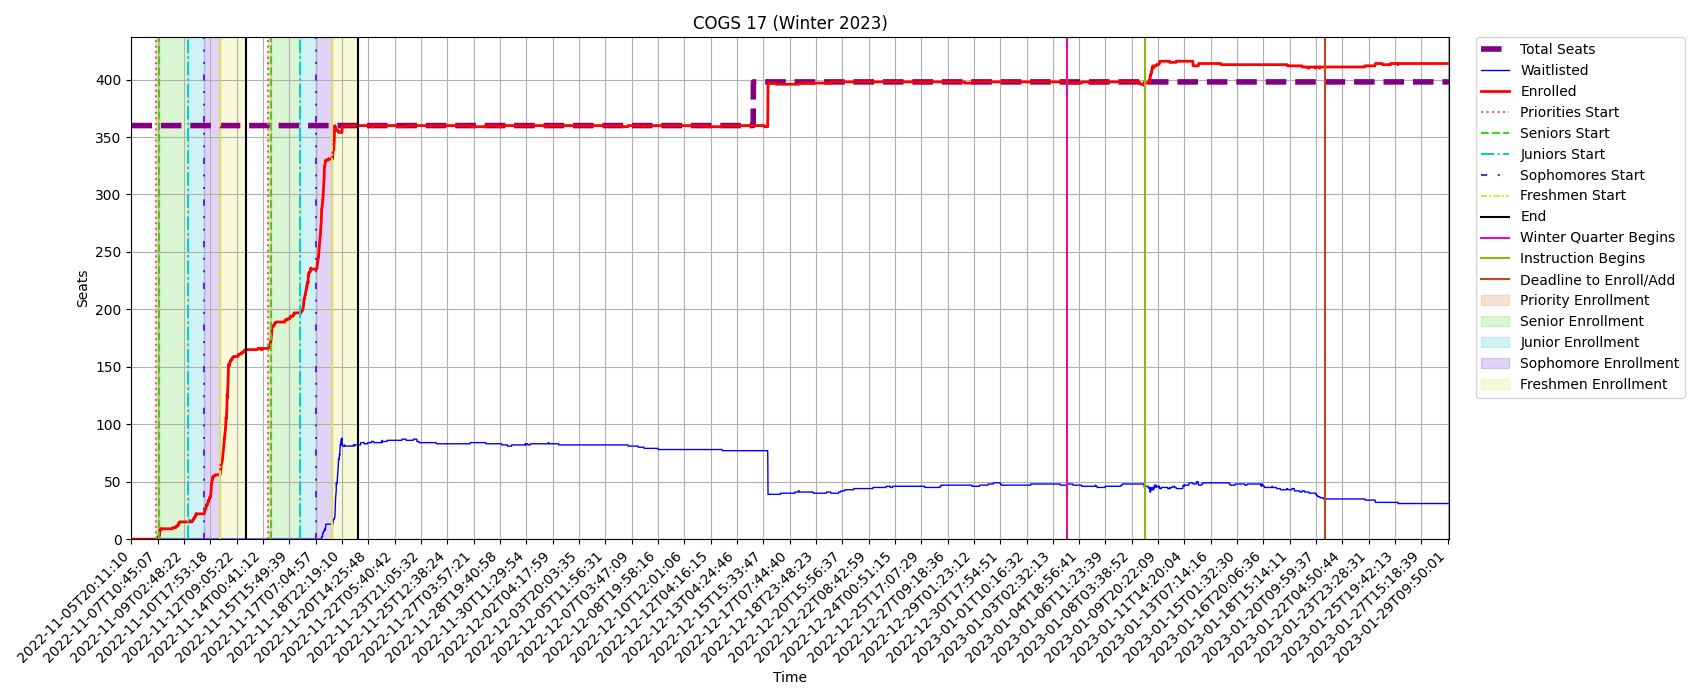 COGS 17 (Winter 2023)
Seats
400
350
300
250
200
150
100
50
0
Total Seats
Waitlisted
Enrolled
Priorities Start
Seniors Start
Juniors Start
Sophomores Start
Freshmen Start
End
Winter Quarter Begins
Instruction Begins
Deadline to Enroll/Add
Priority Enrollment
Senior Enrollment
Junior Enrollment
Sophomore Enrollment
Freshmen Enrollment
2022-11-05T20:11:10
2022-11-07T10:45:07
2022-11-09T02:48:22
2022-11-10T17:53:18
2022-11-12T09:05:22
2022-11-14T00:41:12
2022-11-15T15:49:39
2022-11-17T07:04:57
2022-11-18T22:19:10
2022-11-20T14:25:48
2022-11-22T05:40:42
2022-11-23T21:05:32
2022-11-25T12:38:24
2022-11-27T03:57:21
2022-11-28T19:40:58
2022-11-30T11:29:54
2022-12-02T04:17:59
2022-12-03T20:03:35
2022-12-05T11:56:31
2022-12-07T03:47:09
2022-12-08T19:58:16
2022-12-10T12:01:06
2022-12-12T04:16:15
2022-12-13T04:24:46
2022-12-15T15:33:47
2022-12-17T07:44:40
2022-12-18T23:48:23
2022-12-20T15:56:37
2022-12-22T08:42:59
2022-12-24T00:51:15
2022-12-25T17:07:29
2022-12-27T09:18:36
2022-12-29T01:23:12
2022-12-30T17:54:51
2023-01-01T10:16:32
2023-01-03T02:32:13
2023-01-04T18:56:41
2023-01-06T11:23:39
2023-01-08T03:38:52
2023-01-09T20:22:09
2023-01-11T14:20:04
2023-01-13T07:14:16
2023-01-15T01:32:30
2023-01-16T20:06:36
2023-01-18T15:14:11
2023-01-20T09:59:37
2023-01-22T04:50:44
2023-01-23T23:28:31
2023-01-25T19:42:13
2023-01-27T15:18:39
2023-01-29T09:50:01
Time